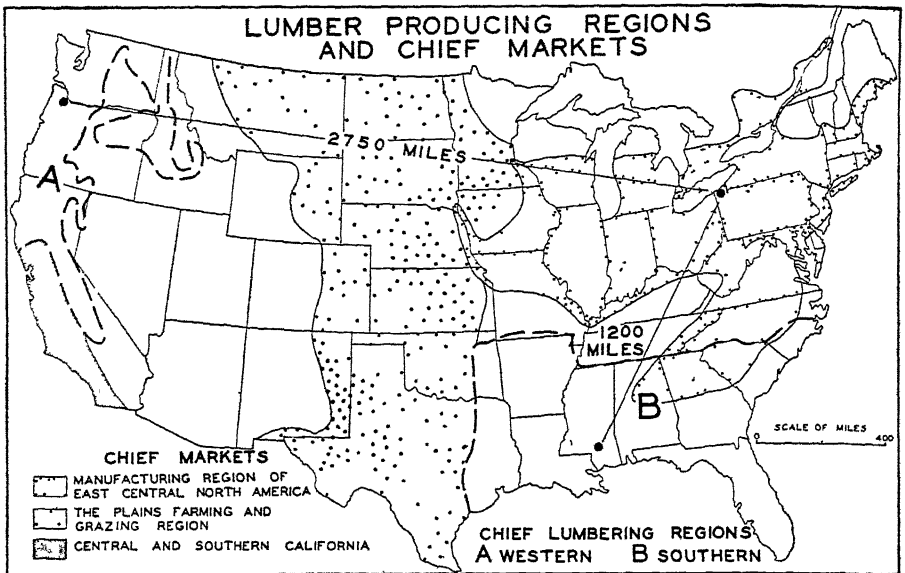 LUMBER PRODUCING REGIONS
AND CHIEF MARKETS
2750 MILES
A
1200
MILES
B
SCALE OF MILES
0 400
CHIEF MARKETS
MANUFACTURING REGION OF
EAST CENTRAL NORTH AMERICA
THE PLAINS FARMING AND
GRAZING REGION
CENTRAL AND SOUTHERN CALIFORNIA
CHIEF LUMBERING REGIONS
A WESTERN B SOUTHERN